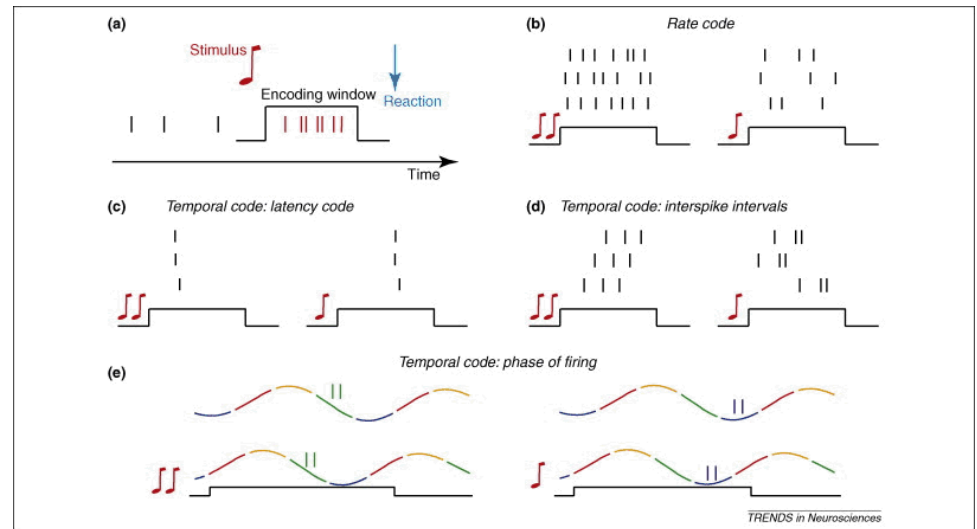 (a)
Stimulus
Encoding window
Reaction
Time
(b)
Rate code
(c)
Temporal code: latency code
(d)
Temporal code: interspike intervals
(e)
Temporal code: phase of firing
TRENDS in Neurosciences